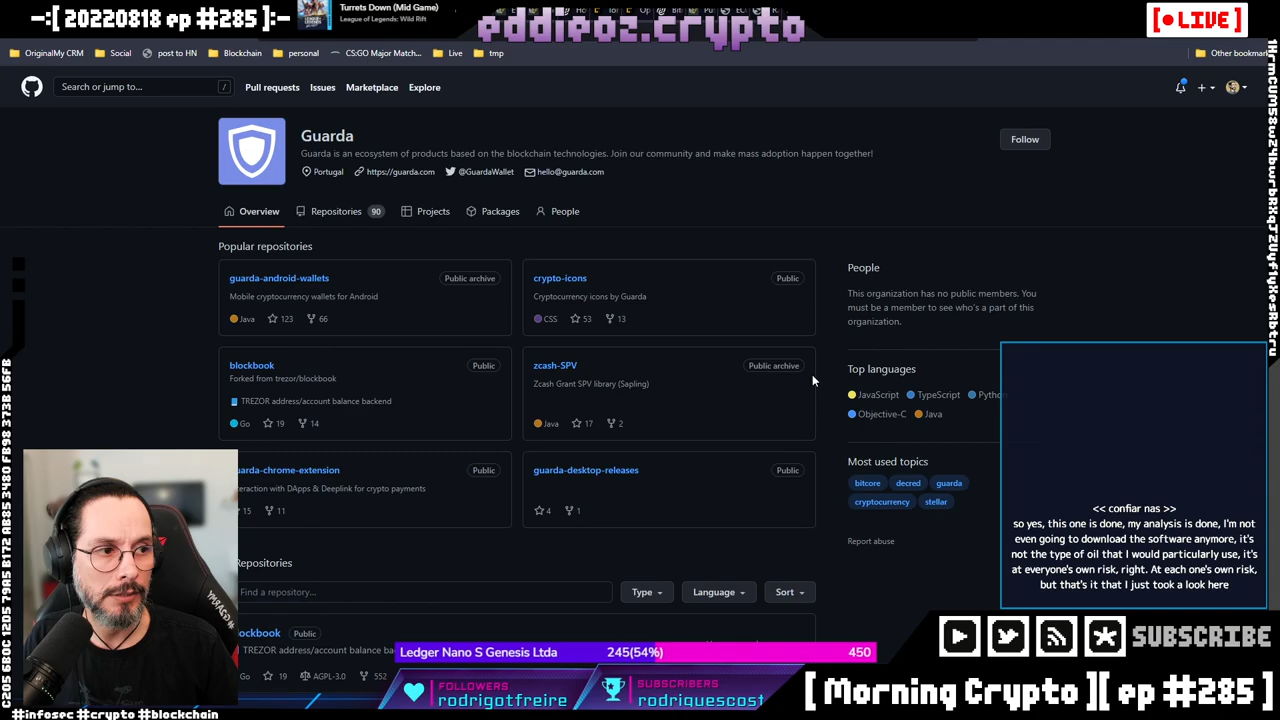 —:[ 20220818 ep #285 ]:-
Turrets Down (Mid Game)
League of Legends: Wild Rift
eddieoz.crypto
[ LIVE ]
OriginalMy CRM
Social
post to HN
Blockchain
personal
CS:GO Major Match...
Live
tmp
Other bookmar
Search or jump to...
/
Pull requests
Issues
Marketplace
Explore
Guarda
Guarda is an ecosystem of products based on the blockchain technologies. Join our community and make mass adoption happen together!
Follow
Portugal
https://guarda.com
@GuardaWallet
hello@guarda.com
Overview
Repositories 90
Projects
Packages
People
Popular repositories
guarda-android-wallets
Public archive
Mobile cryptocurrency wallets for Android
Java 123 66
crypto-icons
Public
Cryptocurrency icons by Guarda
CSS 53 13
blockbook
Public
Forked from trezor/blockbook
TREZOR address/account balance backend
Go 19 14
zcash-SPV
Public archive
Zcash Grant SPV library (Sapling)
Java 17 2
uarda-chrome-extension
Public
teraction with DApps & Deeplink for crypto payments
15 11
guarda-desktop-releases
Public
4 1
People
This organization has no public members. You
must be a member to see who's a part of this
organization.
Top languages
JavaScript TypeScript Pytho
Objective-C Java
Most used topics
bitcore decred guarda
cryptocurrency stellar
Report abuse
<< confiar nas >>
so yes, this one is done, my analysis is done, I'm not
even going to download the software anymore, it's
not the type of oil that I would particularly use, it's
at everyone's own risk, right. At each one's own risk,
but that's it that I just took a look here
epositories
Find a repository...
Type
Language
Sort
ockbook
Public
TREZOR address/account balance ba
Go 19 AGPL-3.0 552
Ledger Nano S Genesis Ltda
245(54%)
450
FOLLOWERS
rodrigotfreire
SUBSCRIBERS
rodriguescost
SUBSCRIBE
[ Morning Crypto ][ ep #285 ]
#infosec #crypto #blockchain